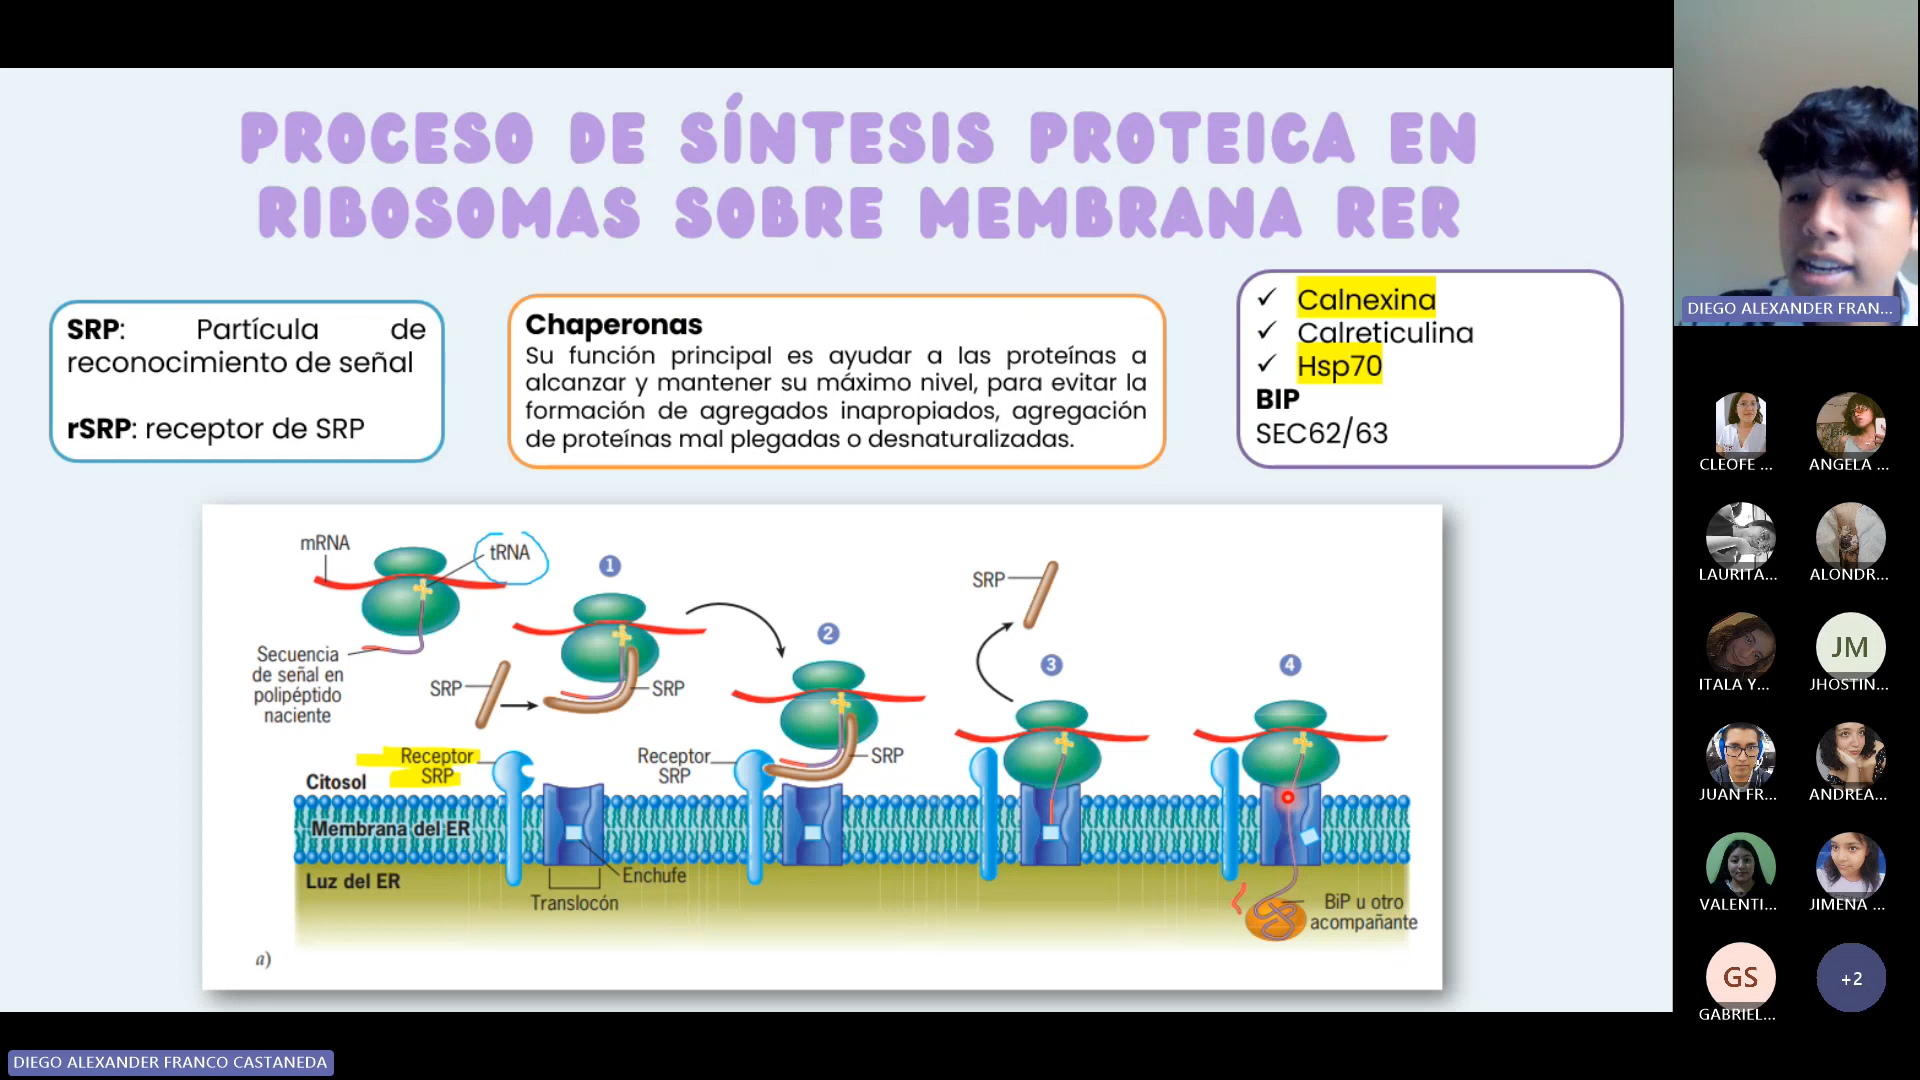 PROCESO DE SÍNTESIS PROTEICA EN
RIBOSOMAS SOBRE MEMBRANA RER
SRP: Partícula de
reconocimiento de señal
rSRP: receptor de SRP
Chaperonas
Su función principal es ayudar a las proteínas a
alcanzar y mantener su máximo nivel, para evitar la
formación de agregados inapropiados, agregación
de proteínas mal plegadas o desnaturalizadas.
✓ Calnexina
✓ Calreticulina
✓ Hsp70
BIP
SEC62/63
mRNA
tRNA
Secuencia
de señal en
polipéptido
naciente
1
SRP
SRP
2
Receptor
SRP
Receptor
SRP
SRP
SRP
3
4
Citosol
Membrana del ER
Luz del ER
Enchufe
Translocón
BiP u otro
acompañante
a)
DIEGO ALEXANDER FRAN...
CLEOFE ...
ANGELA ...
LAURITA...
ALONDR...
ITALA Y...
JM
JHOSTIN...
JUAN FR...
ANDREA...
VALENTI...
JIMENA ...
GS
GABRIEL...
+2
DIEGO ALEXANDER FRANCO CASTANEDA